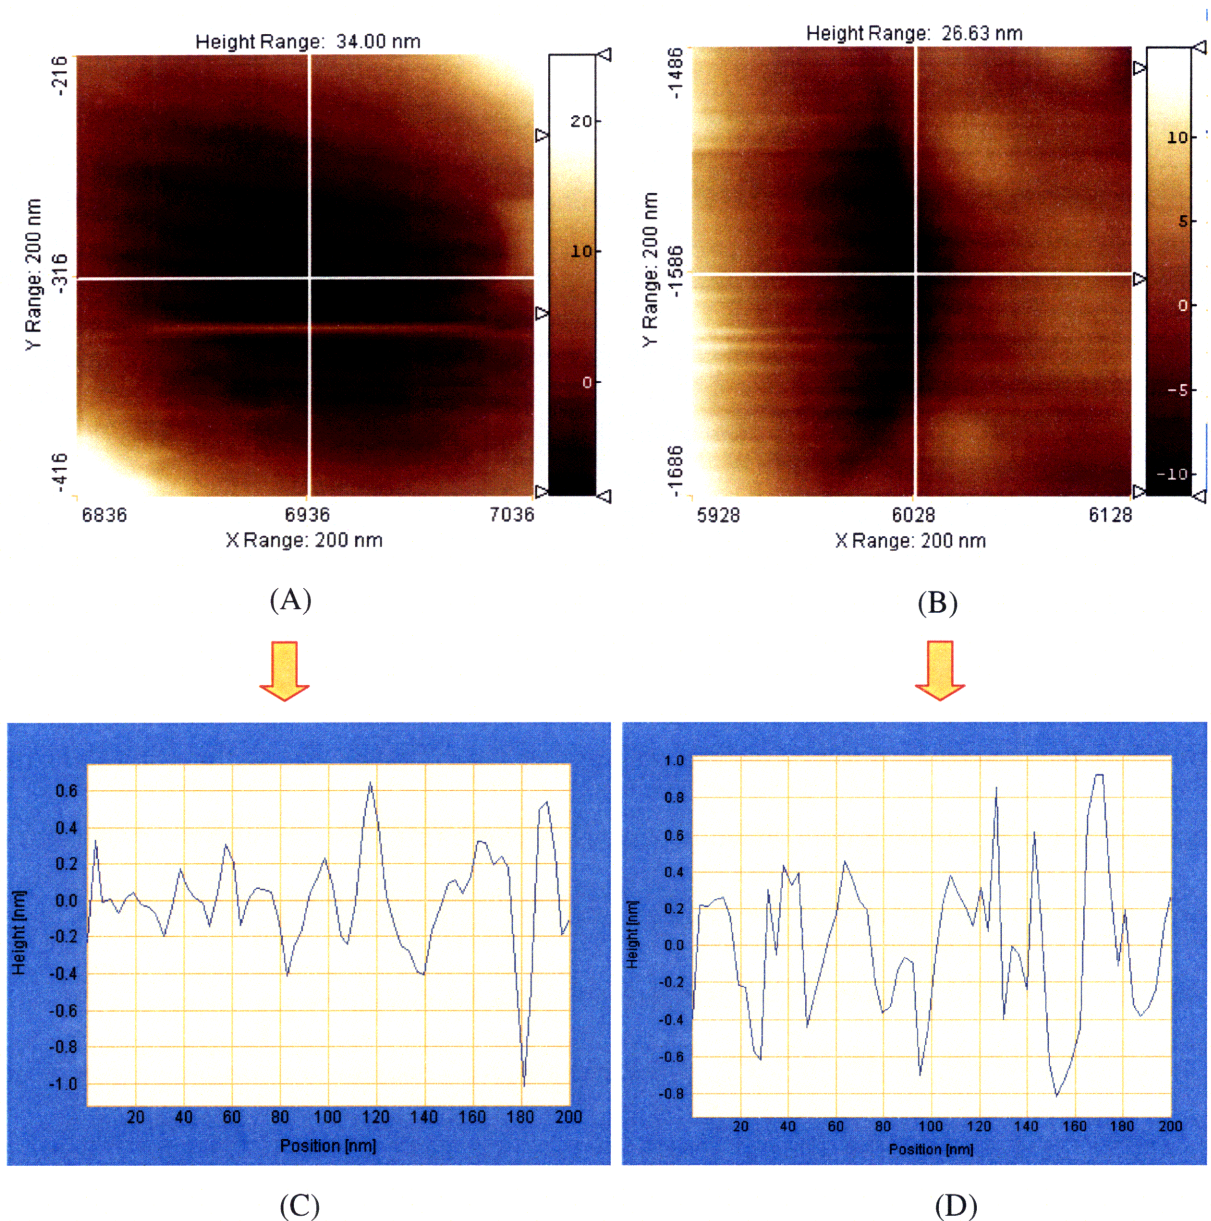 Height Range: 34.00 nm
-216
-316
-416
Y Range: 200 nm
20
10
0
6836 6936 7036
X Range: 200 nm
(A)
Height Range: 26.63 nm
-1486
-1586
-1686
Y Range: 200 nm
10
5
0
-5
-10
5928 6028 6128
X Range: 200 nm
(B)
0.6
0.4
0.2
0.0
-0.2
-0.4
-0.6
-0.8
-1.0
Height [nm]
20 40 60 80 100 120 140 160 180 200
Position [nm]
(C)
1.0
0.8
0.6
0.4
0.2
0.0
-0.2
-0.4
-0.6
-0.8
Height [nm]
20 40 60 80 100 120 140 160 180 200
Position [nm]
(D)